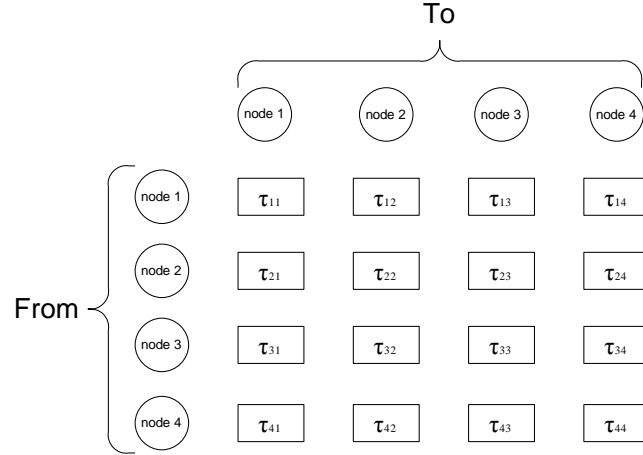 To
node 1 node 2 node 3 node 4
node 1 τ11 τ12 τ13 τ14
node 2 τ21 τ22 τ23 τ24
From
node 3 τ31 τ32 τ33 τ34
node 4 τ41 τ42 τ43 τ44